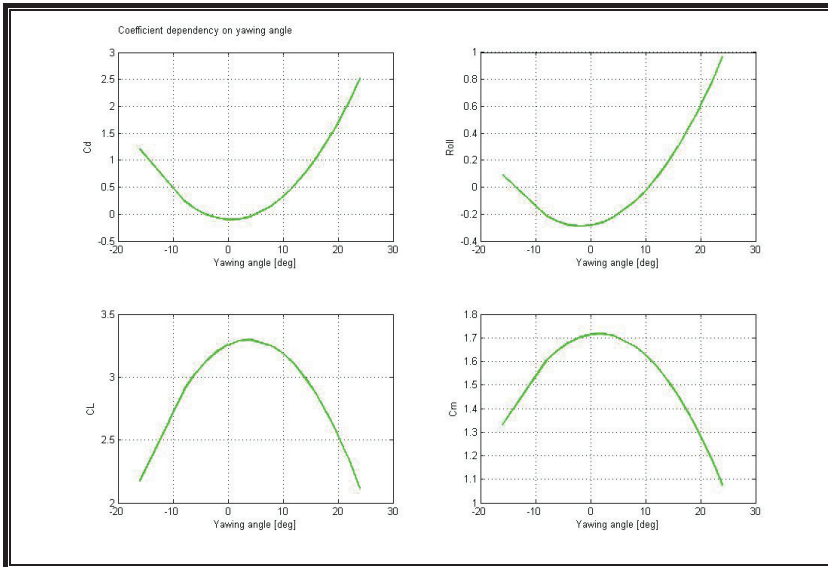 Coefficient dependency on yawing angle
3
2.5
2
1.5
1
0.5
0
-0.5
Cd
-20 -10 0 10 20 30
Yawing angle [deg]
1
0.8
0.6
0.4
0.2
0
-0.2
-0.4
Roll
-20 -10 0 10 20 30
Yawing angle [deg]
3.5
3
2.5
2
CL
-20 -10 0 10 20 30
Yawing angle [deg]
1.8
1.7
1.6
1.5
1.4
1.3
1.2
1.1
1
Cm
-20 -10 0 10 20 30
Yawing angle [deg]